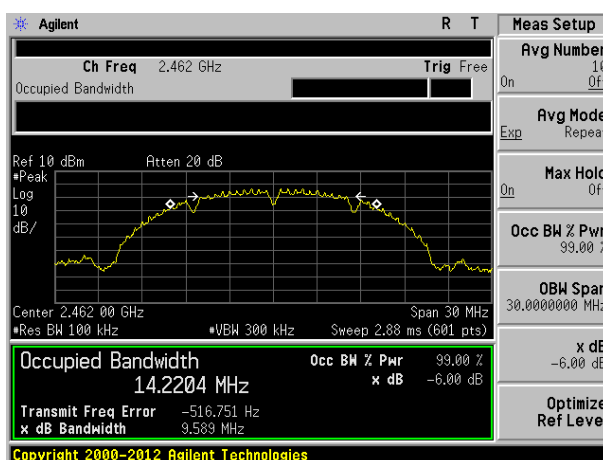 Agilent R T Meas Setup
Ch Freq 2.462 GHz Trig Free
Occupied Bandwidth
Avg Number
10
On Of
Avg Mode
Exp Repea
Max Hold
On Of
Occ BW % Pwr
99.00 %
OBW Span
30.0000000 MHz
x dB
-6.00 dB
Optimize
Ref Level
Ref 10 dBm Atten 20 dB
#Peak
Log
10
dB/
Center 2.462 00 GHz Span 30 MHz
#Res BW 100 kHz #VBW 300 kHz Sweep 2.88 ms (601 pts)
Occupied Bandwidth Occ BW % Pwr 99.00 %
14.2204 MHz x dB -6.00 dB
Transmit Freq Error -516.751 Hz
x dB Bandwidth 9.589 MHz
Copyright 2000-2012 Agilent Technologies